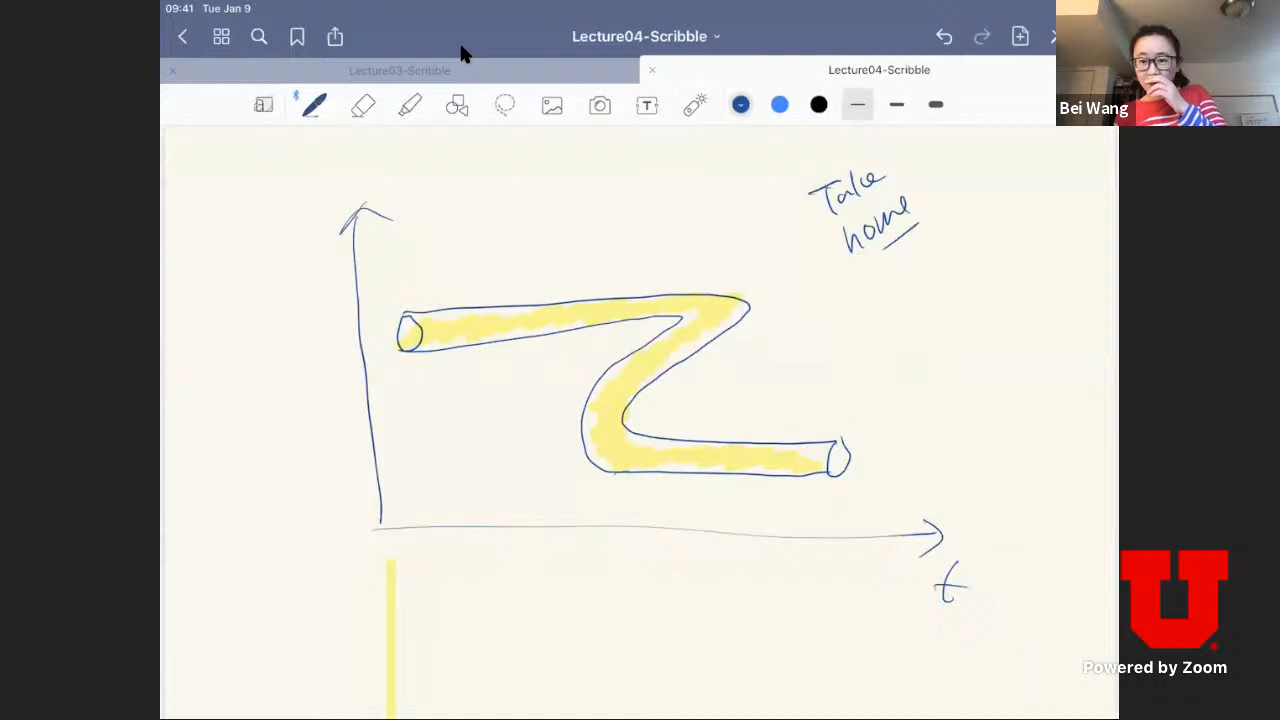 09:41 Tue Jan 9
Lecture04-Scribble
Lecture03-Scribble
Lecture04-Scribble
T
Bei Wang
Take
home
t
U
Powered by Zoom